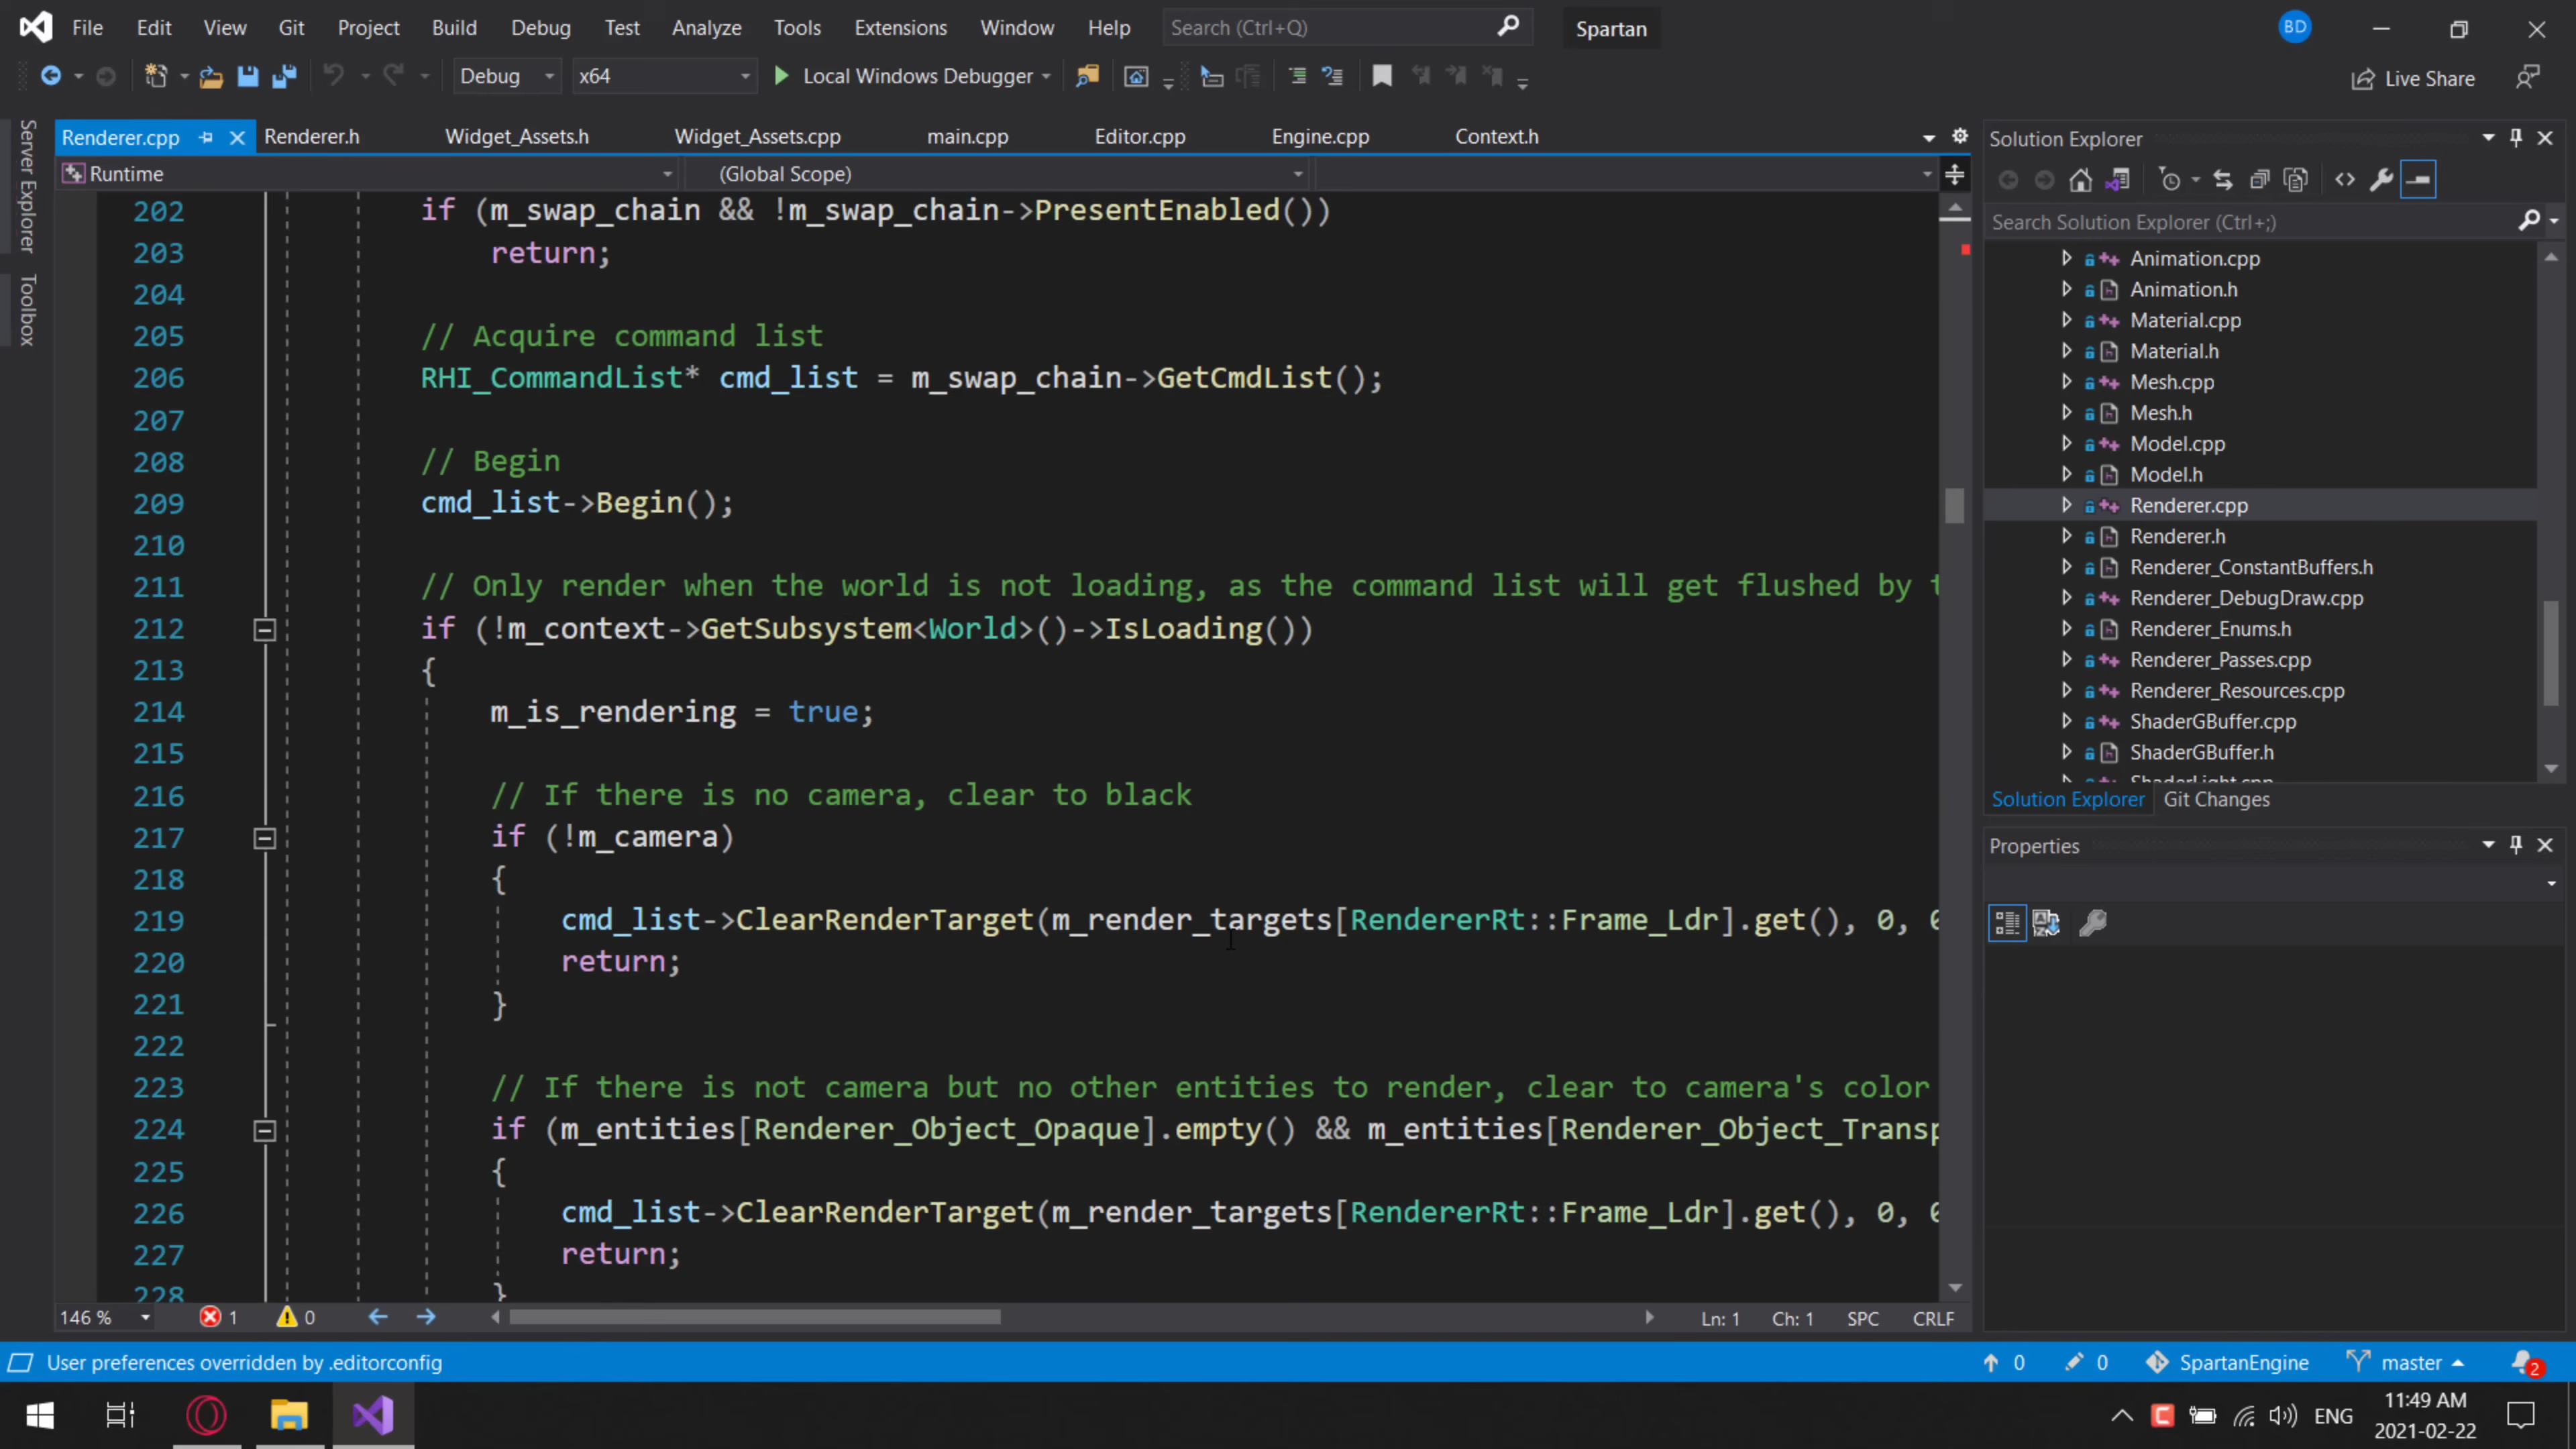 File Edit View Git Project Build Debug Test Analyze Tools Extensions Window Help Search (Ctrl+Q) Spartan BD
Debug x64 Local Windows Debugger Live Share
Server Explorer
Toolbox
Renderer.cpp Renderer.h Widget_Assets.h Widget_Assets.cpp main.cpp Editor.cpp Engine.cpp Context.h
Runtime (Global Scope)
202 if (m_swap_chain && !m_swap_chain->PresentEnabled())
203 return;
204
205 // Acquire command list
206 RHI_CommandList* cmd_list = m_swap_chain->GetCmdList();
207
208 // Begin
209 cmd_list->Begin();
210
211 // Only render when the world is not loading, as the command list will get flushed by
212 if (!m_context->GetSubsystem<World>()->IsLoading())
213 {
214 m_is_rendering = true;
215
216 // If there is no camera, clear to black
217 if (!m_camera)
218 {
219 cmd_list->ClearRenderTarget(m_render_targets[RendererRt::Frame_Ldr].get(), 0,
220 return;
221 }
222
223 // If there is not camera but no other entities to render, clear to camera's color
224 if (m_entities[Renderer_Object_Opaque].empty() && m_entities[Renderer_Object_Transp
225 {
226 cmd_list->ClearRenderTarget(m_render_targets[RendererRt::Frame_Ldr].get(), 0,
227 return;
228 }
146 % 1 0 Ln: 1 Ch: 1 SPC CRLF
Solution Explorer
Search Solution Explorer (Ctrl+;)
Animation.cpp
Animation.h
Material.cpp
Material.h
Mesh.cpp
Mesh.h
Model.cpp
Model.h
Renderer.cpp
Renderer.h
Renderer_ConstantBuffers.h
Renderer_DebugDraw.cpp
Renderer_Enums.h
Renderer_Passes.cpp
Renderer_Resources.cpp
ShaderGBuffer.cpp
ShaderGBuffer.h
ShaderLight.cpp
Solution Explorer Git Changes
Properties
User preferences overridden by .editorconfig 0 0 SpartanEngine master 2
ENG 11:49 AM
2021-02-22